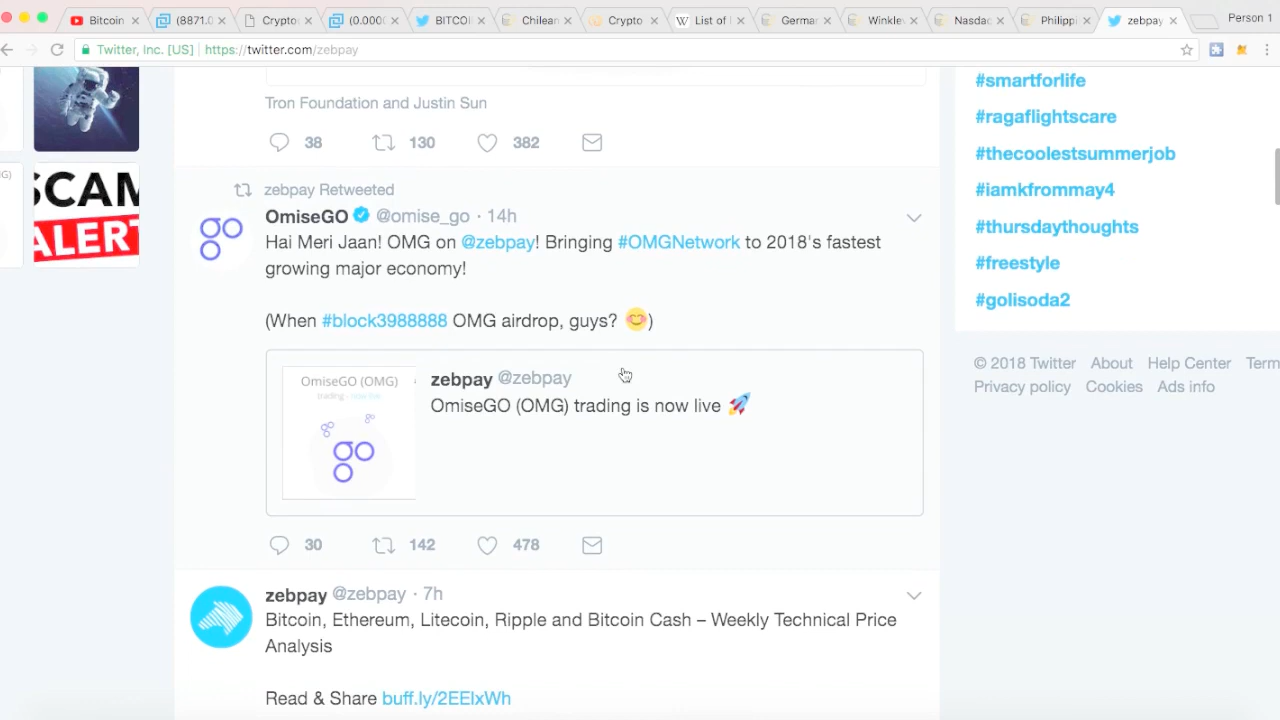 Bitcoin
(8871.0
Crypto
(0.000
BITCOI
Chilean
Crypto
List of
Germar
Winklev
Nasdac
Philippi
zebpay
Person 1
Twitter, Inc. [US]
https://twitter.com/zebpay
Tron Foundation and Justin Sun
38 130 382
zebpay Retweeted
OmiseGO @omise_go · 14h
Hai Meri Jaan! OMG on @zebpay! Bringing #OMGNetwork to 2018's fastest
growing major economy!
(When #block3988888 OMG airdrop, guys? 😊)
OmiseGO (OMG)
zebpay @zebpay
OmiseGO (OMG) trading is now live 🚀
30 142 478
zebpay @zebpay · 7h
Bitcoin, Ethereum, Litecoin, Ripple and Bitcoin Cash – Weekly Technical Price
Analysis
Read & Share buff.ly/2EElxWh
G)
SCAM
ALERT
#smartforlife
#ragaflightscare
#thecoolestsummerjob
#iamkfrommay4
#thursdaythoughts
#freestyle
#golisoda2
© 2018 Twitter About Help Center Term
Privacy policy Cookies Ads info